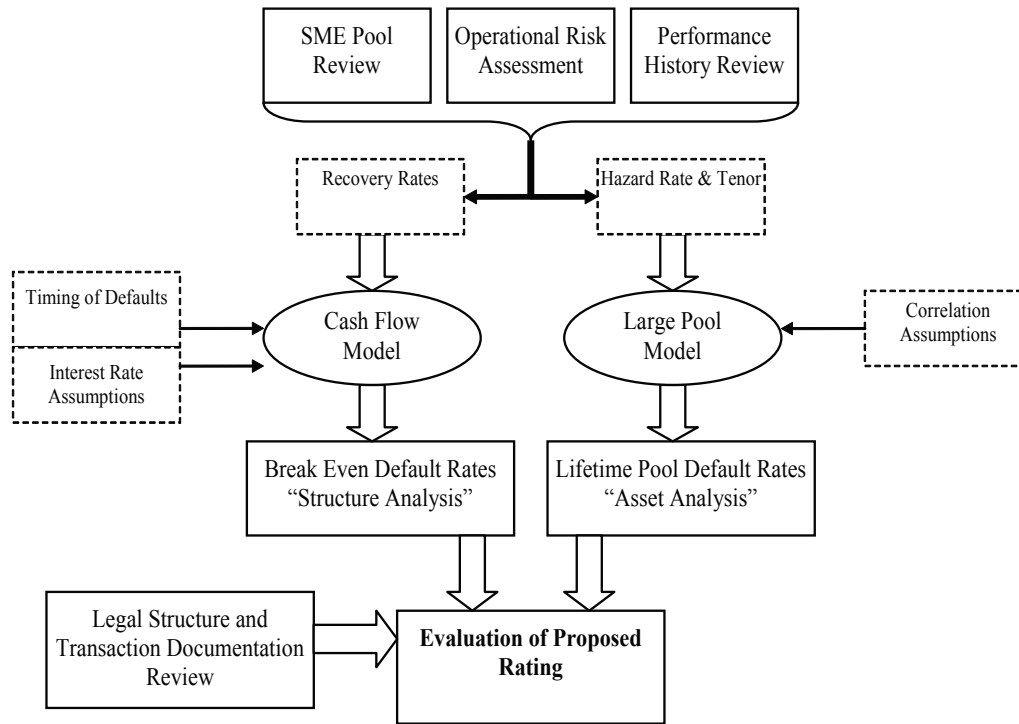 SME Pool
Review
Operational Risk
Assessment
Performance
History Review
Recovery Rates
Hazard Rate & Tenor
Timing of Defaults
Interest Rate
Assumptions
Cash Flow
Model
Large Pool
Model
Correlation
Assumptions
Break Even Default Rates
“Structure Analysis”
Lifetime Pool Default Rates
“Asset Analysis”
Legal Structure and
Transaction Documentation
Review
Evaluation of Proposed
Rating